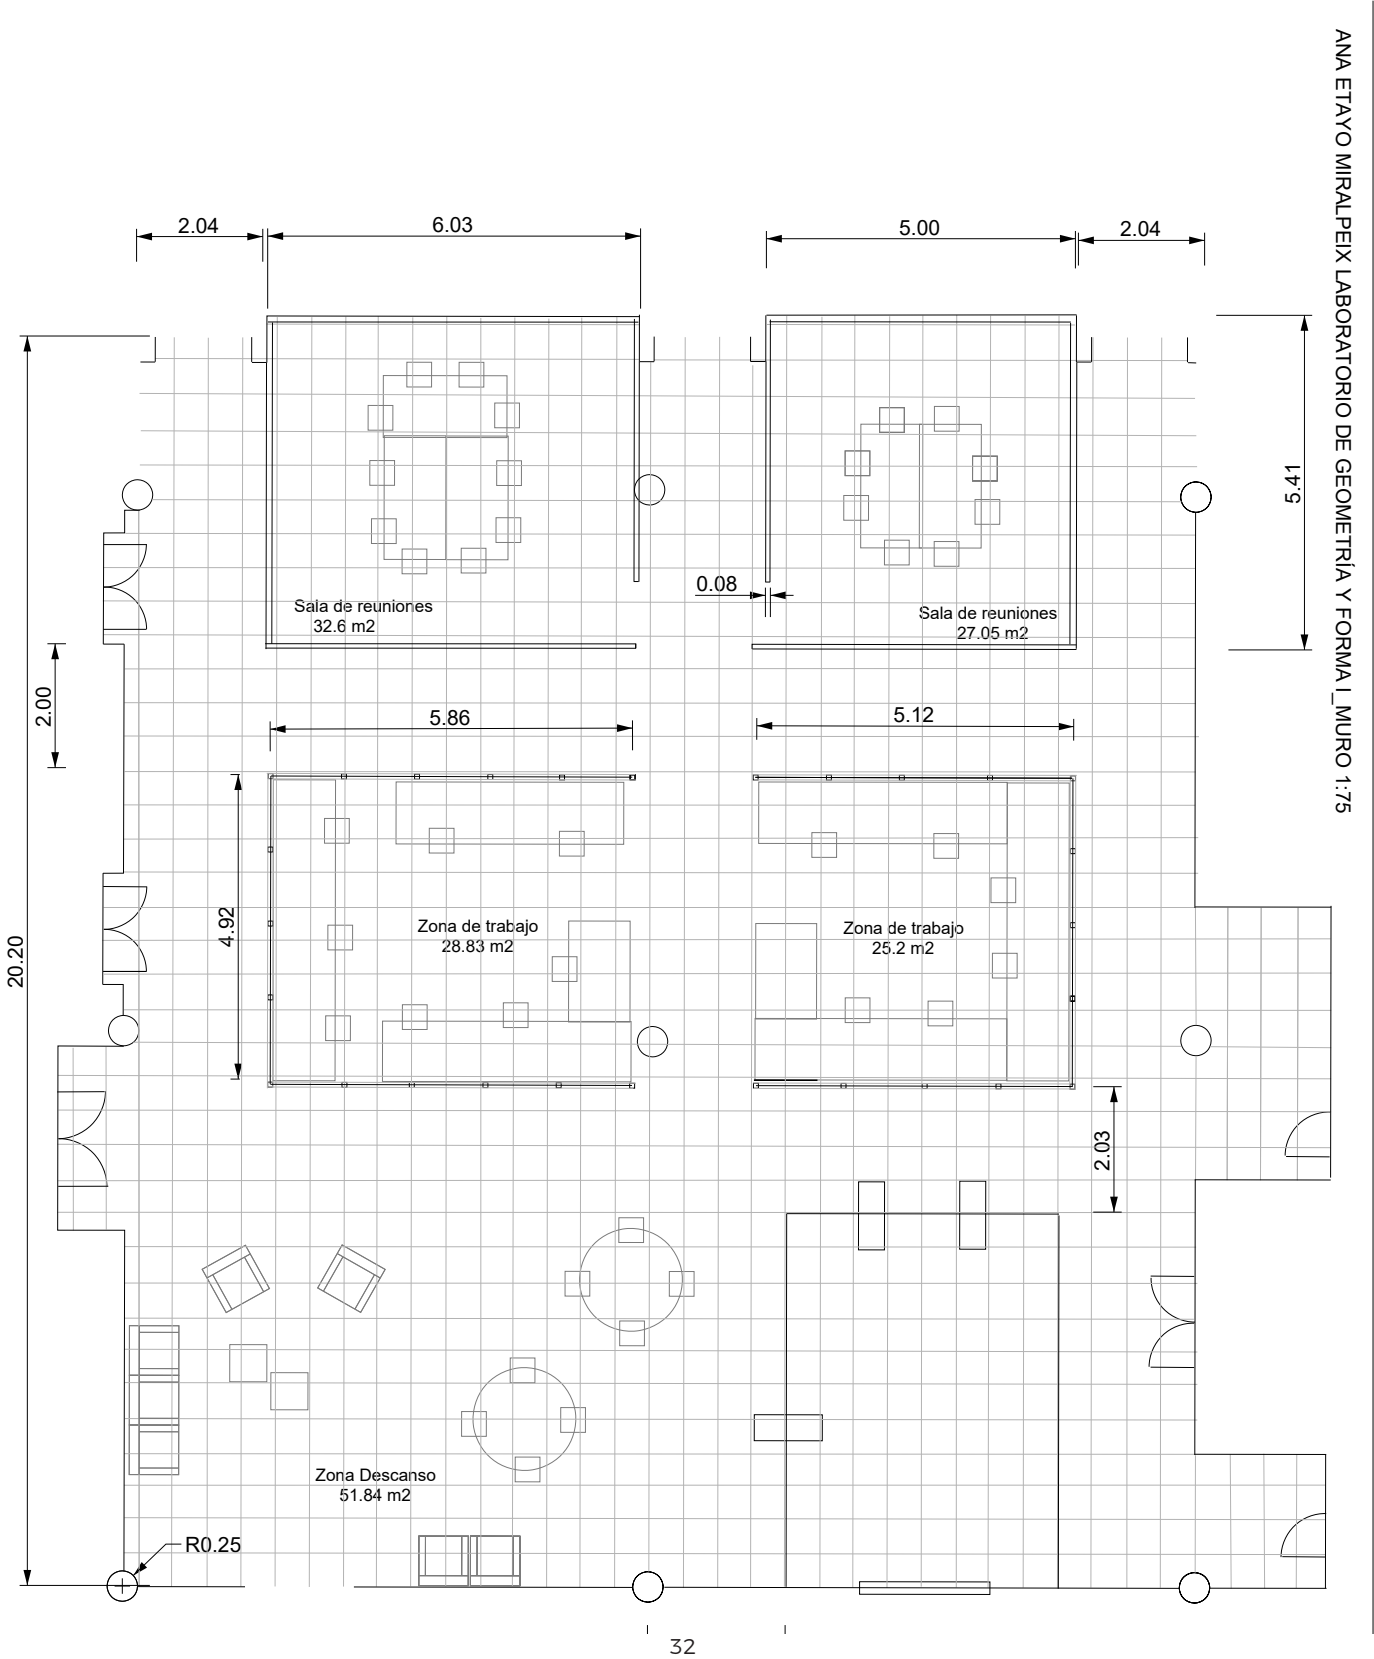 ANA ETAYO MIRALPEIX LABORATORIO DE GEOMETRÍA Y FORMA I_MURO 1:75
2.04
6.03
5.00
2.04
5.41
0.08
Sala de reuniones
32.6 m2
Sala de reuniones
27.05 m2
2.00
5.86
5.12
4.92
Zona de trabajo
28.83 m2
Zona de trabajo
25.2 m2
20.20
2.03
Zona Descanso
51.84 m2
R0.25
32